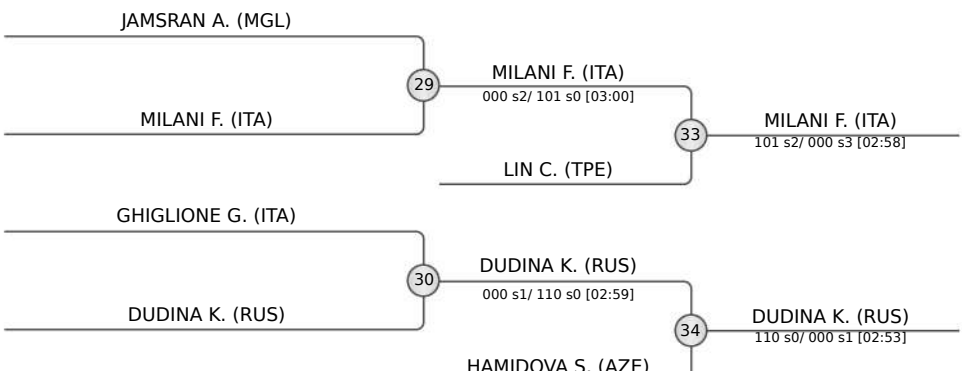 JAMSRAN A. (MGL)
29
MILANI F. (ITA)
000 s2/ 101 s0 [03:00]
MILANI F. (ITA)
33
MILANI F. (ITA)
101 s2/ 000 s3 [02:58]
LIN C. (TPE)
GHIGLIONE G. (ITA)
30
DUDINA K. (RUS)
000 s1/ 110 s0 [02:59]
DUDINA K. (RUS)
34
DUDINA K. (RUS)
110 s0/ 000 s1 [02:53]
HAMIDOVA S. (AZE)